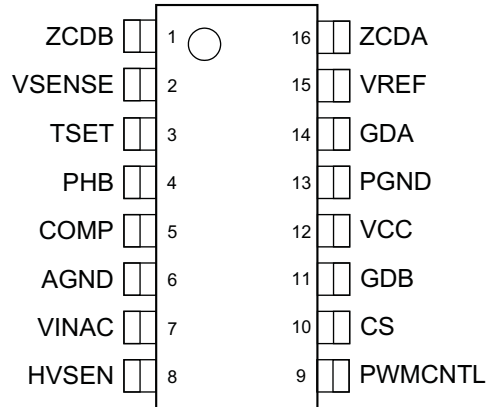 ZCDB 1 16 ZCDA
VSENSE 2 15 VREF
TSET 3 14 GDA
PHB 4 13 PGND
COMP 5 12 VCC
AGND 6 11 GDB
VINAC 7 10 CS
HVSEN 8 9 PWMCNTL